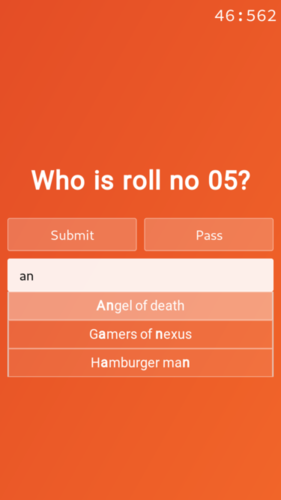 46:562
Who is roll no 05?
Submit
Pass
an
Angel of death
Gamers of nexus
Hamburger man